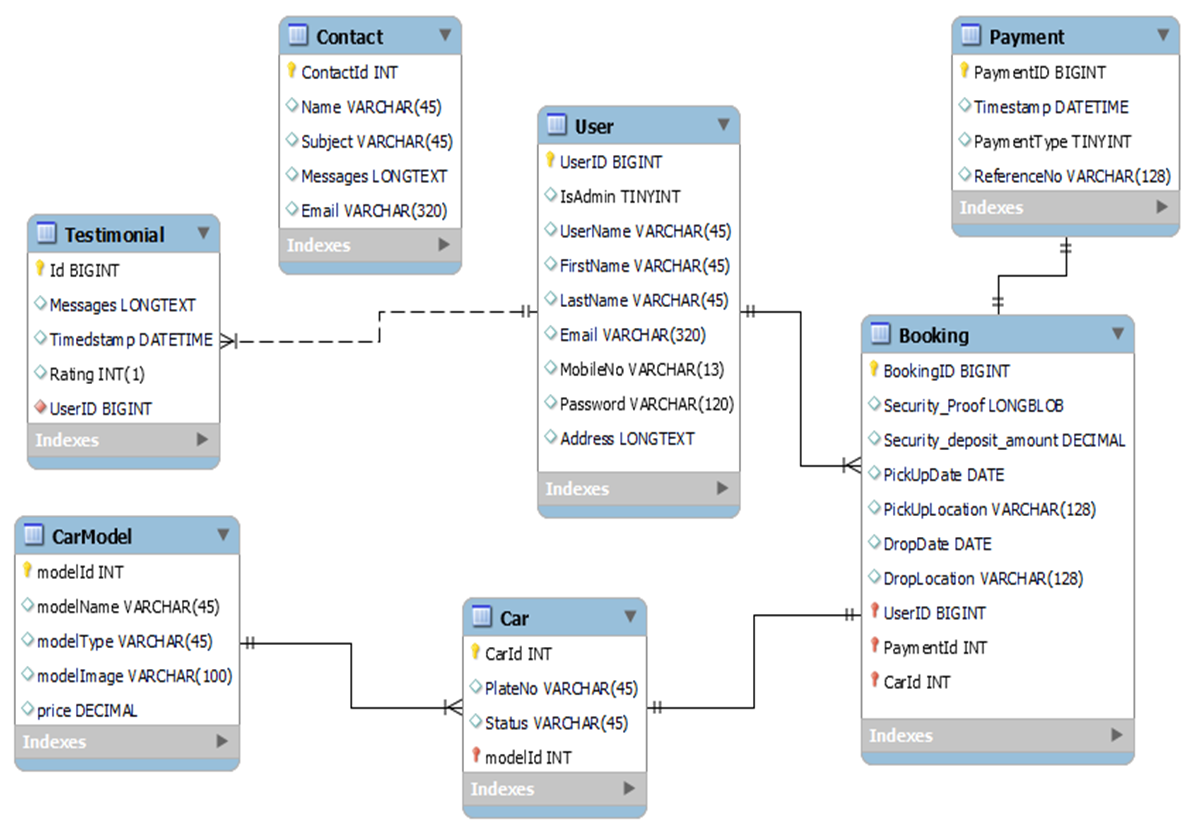 Contact
ContactId INT
Name VARCHAR(45)
Subject VARCHAR(45)
Messages LONGTEXT
Email VARCHAR(320)
Indexes
Payment
PaymentID BIGINT
Timestamp DATETIME
PaymentType TINYINT
ReferenceNo VARCHAR(128)
Indexes
User
UserID BIGINT
IsAdmin TINYINT
UserName VARCHAR(45)
FirstName VARCHAR(45)
LastName VARCHAR(45)
Email VARCHAR(320)
MobileNo VARCHAR(13)
Password VARCHAR(120)
Address LONGTEXT
Indexes
Testimonial
Id BIGINT
Messages LONGTEXT
Timedstamp DATETIME
Rating INT(1)
UserID BIGINT
Indexes
Booking
BookingID BIGINT
Security_Proof LONGBLOB
Security_deposit_amount DECIMAL
PickUpDate DATE
PickUpLocation VARCHAR(128)
DropDate DATE
DropLocation VARCHAR(128)
UserID BIGINT
PaymentId INT
CarId INT
Indexes
CarModel
modelId INT
modelName VARCHAR(45)
modelType VARCHAR(45)
modelImage VARCHAR(100)
price DECIMAL
Indexes
Car
CarId INT
PlateNo VARCHAR(45)
Status VARCHAR(45)
modelId INT
Indexes